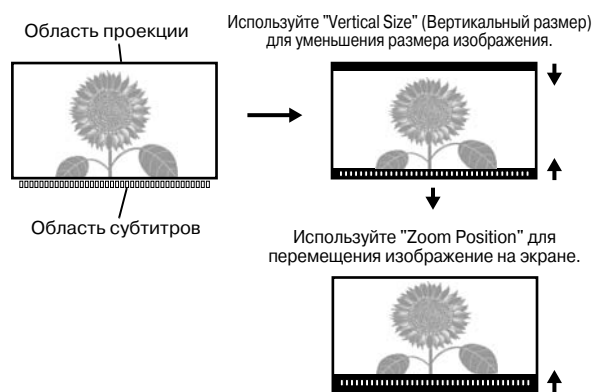 Область проекции
Используйте "Vertical Size" (Вертикальный размер)
для уменьшения размера изображения.
Область субтитров
Используйте "Zoom Position" для
перемещения изображение на экране.